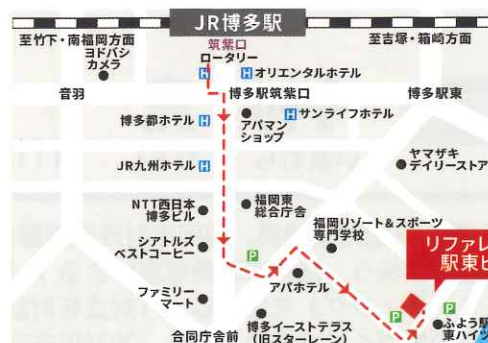 JR博多駅
至竹下・南福岡方面
至吉塚・箱崎方面
筑紫口
ロータリー
ヨドバシ
カメラ
H
H
オリエンタルホテル
音羽
博多駅筑紫口
博多駅東
博多都ホテル
H
アパマン
ショップ
H
サンライフホテル
JR九州ホテル
H
ヤマザキ
デイリーストア
NTT西日本
博多ビル
福岡東
総合庁舎
福岡リゾート&スポーツ
専門学校
シアトルズ
ベストコーヒー
P
リファレ
駅東ビ
アパホテル
ファミリー
マート
P
P
合同庁舎前
博多イーストテラス
(旧スターレーン)
ふよう駅
東ハイツ